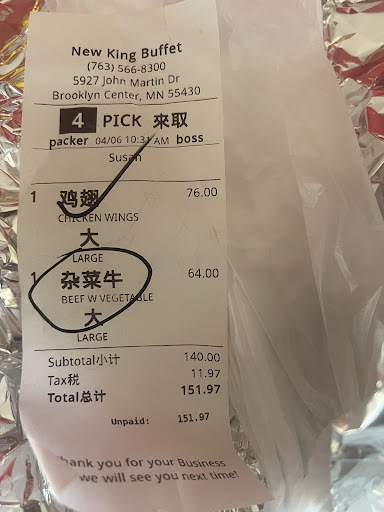 New King Buffet
(763) 566-8300
5927 John Martin Dr
Brooklyn Center, MN 55430
4 PICK 來取
packer 04/06 10:31 AM boss
Susan
1 鸡翅 76.00
CHICKEN WINGS
大
LARGE
1 杂菜牛 64.00
BEEF W VEGETABLE
大
LARGE
Subtotal小计 140.00
Tax税 11.97
Total总计 151.97
Unpaid: 151.97
hank you for your Business
we will see you next time!